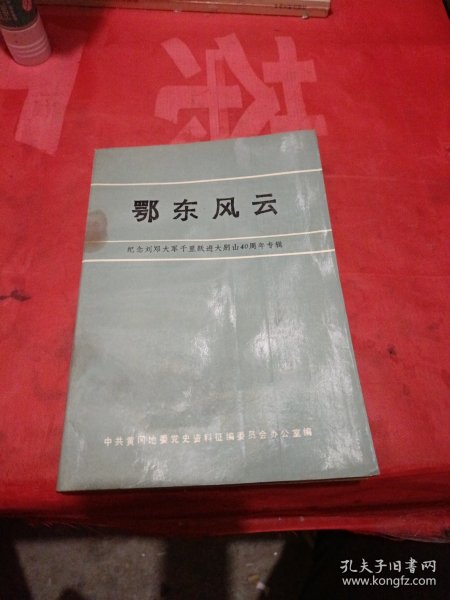 鄂东风云
纪念刘邓大军千里跃进大别山40周年专辑
中共黄冈地委党史资料征编委员会办公室编
孔夫子旧书网
www.kongfz.com